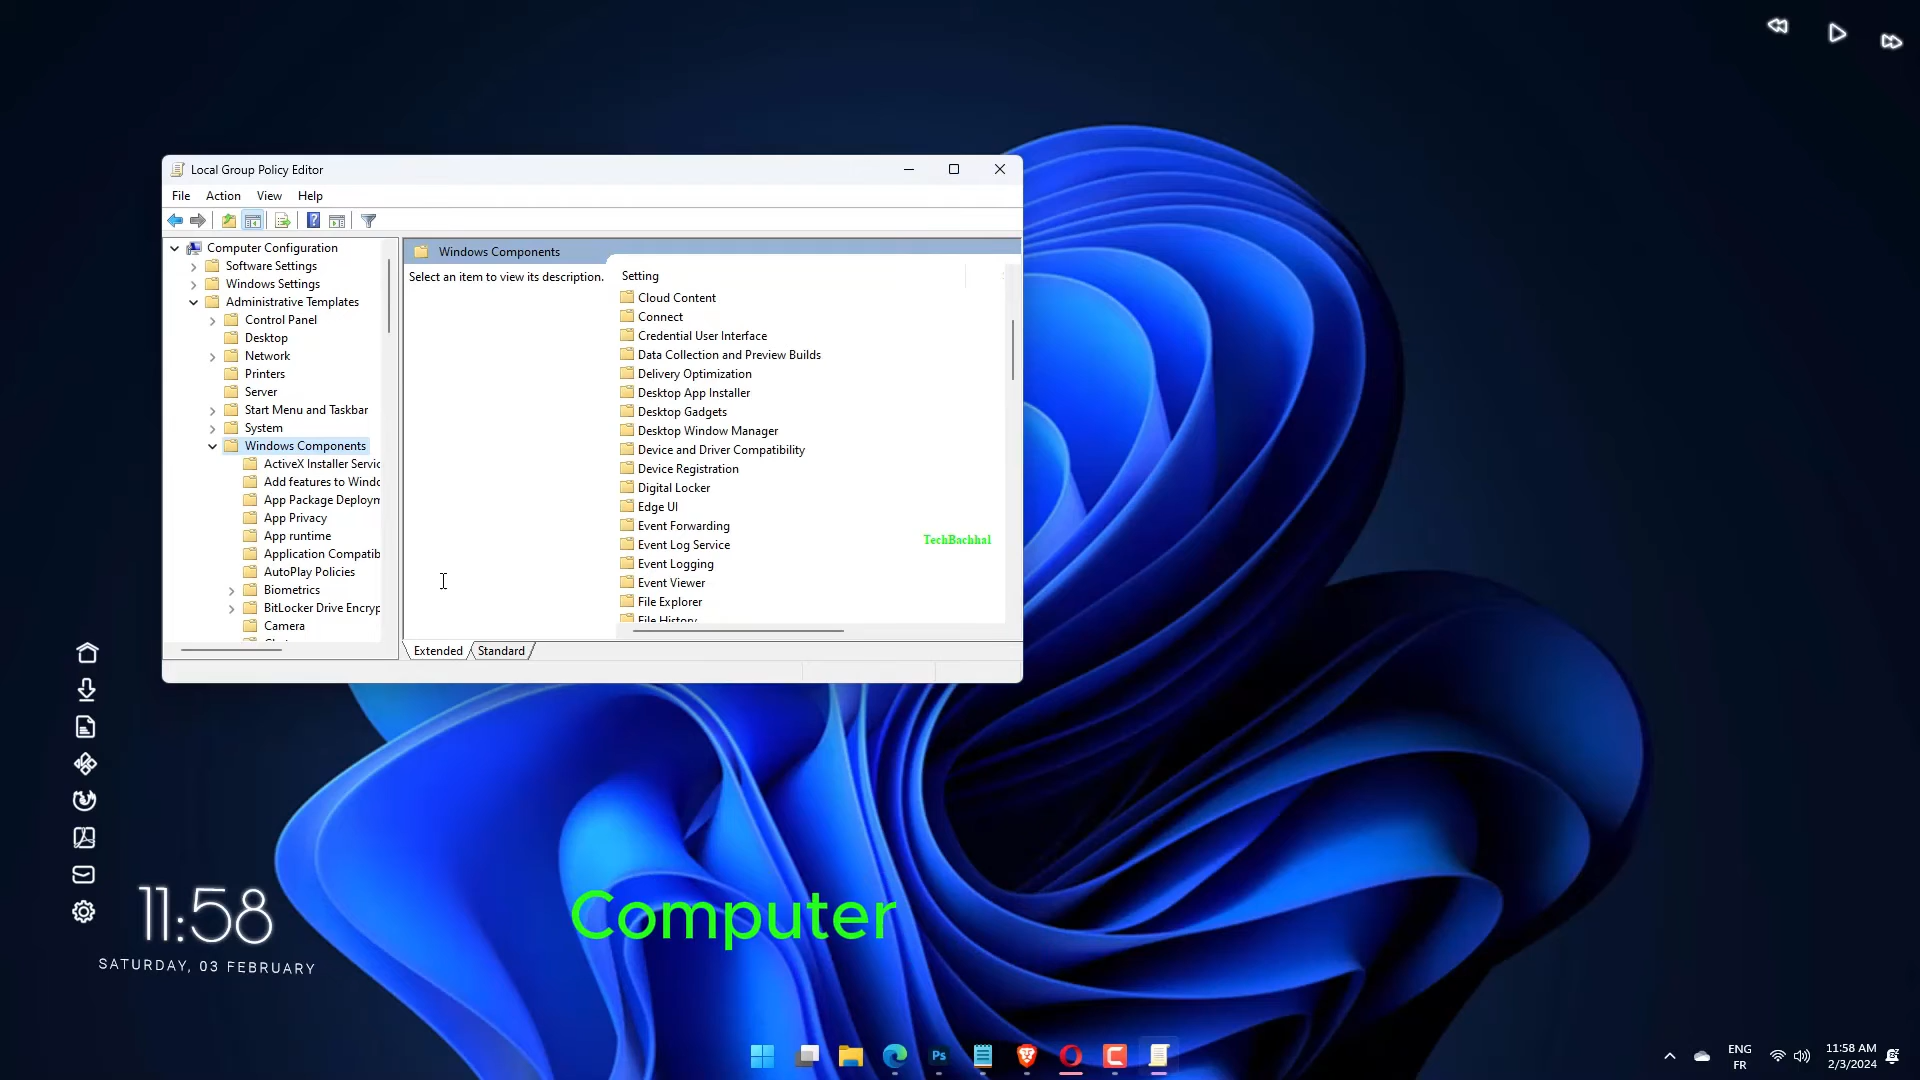 Local Group Policy Editor
File Action View Help
Computer Configuration
Software Settings
Windows Settings
Administrative Templates
Control Panel
Desktop
Network
Printers
Server
Start Menu and Taskbar
System
Windows Components
ActiveX Installer Servic
Add features to Windo
App Package Deploym
App Privacy
App runtime
Application Compatib
AutoPlay Policies
Biometrics
BitLocker Drive Encryp
Camera
Windows Components
Select an item to view its description.
Setting
Cloud Content
Connect
Credential User Interface
Data Collection and Preview Builds
Delivery Optimization
Desktop App Installer
Desktop Gadgets
Desktop Window Manager
Device and Driver Compatibility
Device Registration
Digital Locker
Edge UI
Event Forwarding
Event Log Service
Event Logging
Event Viewer
File Explorer
File History
TechBachhal
Extended Standard
11:58
SATURDAY, 03 FEBRUARY
Computer
Ps
ENG
FR
11:58 AM
2/3/2024